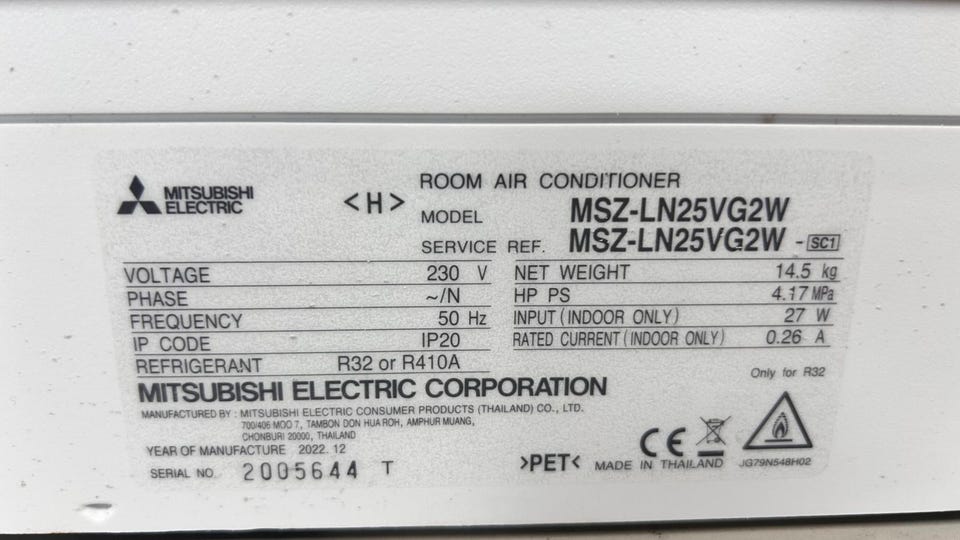 MITSUBISHI
ELECTRIC
<H>
ROOM AIR CONDITIONER
MODEL MSZ-LN25VG2W
SERVICE REF. MSZ-LN25VG2W - SC1
VOLTAGE 230 V
PHASE ~/N
FREQUENCY 50 Hz
IP CODE IP20
REFRIGERANT R32 or R410A
NET WEIGHT 14.5 kg
HP PS 4.17 MPa
INPUT (INDOOR ONLY) 27 W
RATED CURRENT (INDOOR ONLY) 0.26 A
Only for R32
MITSUBISHI ELECTRIC CORPORATION
MANUFACTURED BY : MITSUBISHI ELECTRIC CONSUMER PRODUCTS (THAILAND) CO., LTD.
700/406 MOO 7, TAMBON DON HUA ROH, AMPHUR MUANG,
CHONBURI 20000, THAILAND
YEAR OF MANUFACTURE 2022.12
SERIAL NO. 2005644 T
>PET<
CE
MADE IN THAILAND
JG79N548H02